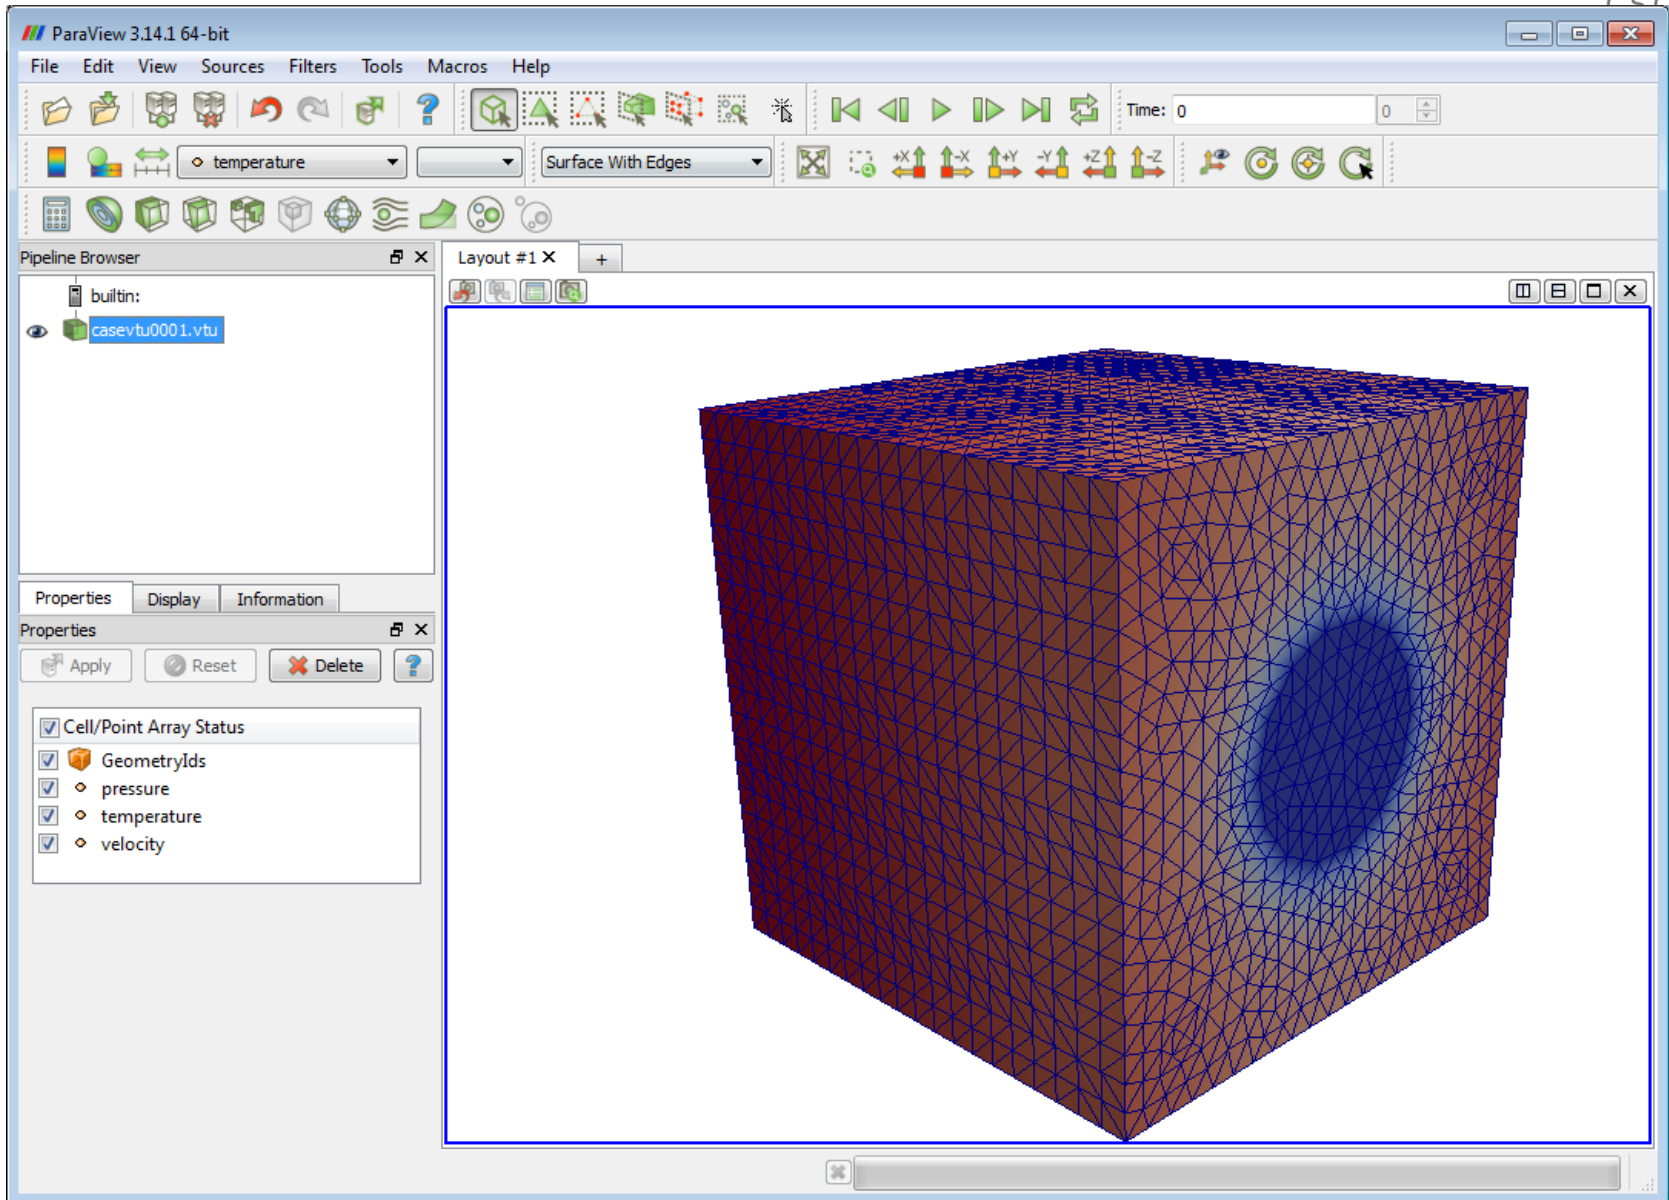 ParaView 3.14.1 64-bit
File Edit View Sources Filters Tools Macros Help
Time: 0 0
temperature Surface With Edges
+X -X +Y -Y +Z -Z
Pipeline Browser
Layout #1 +
builtin:
casevtu0001.vtu
Properties Display Information
Properties
Apply Reset Delete ?
Cell/Point Array Status
GeometryIds
pressure
temperature
velocity